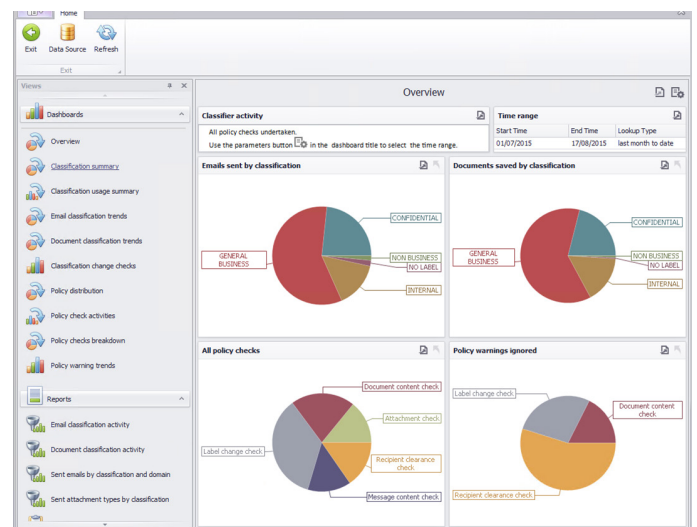 Home
Exit
Data Source
Refresh
Exit
Views
Dashboards
Overview
Classification summary
Classification usage summary
Email classification trends
Document classification trends
Classification change checks
Policy distribution
Policy check activities
Policy checks breakdown
Policy warning trends
Reports
Email classification activity
Document classification activity
Sent emails by classification and domain
Sent attachment types by classification
Overview
Classifier activity
All policy checks undertaken.
Use the parameters button in the dashboard title to select the time range.
Time range
Start Time End Time Lookup Type
01/07/2015 17/08/2015 last month to date
Emails sent by classification
CONFIDENTIAL
GENERAL
BUSINESS
NON BUSINESS
NO LABEL
INTERNAL
Documents saved by classification
CONFIDENTIAL
GENERAL
BUSINESS
NON BUSINESS
NO LABEL
INTERNAL
All policy checks
Document content check
Attachment check
Label change check
Recipient clearance
check
Message content check
Policy warnings ignored
Label change check
Document content
check
Recipient clearance check